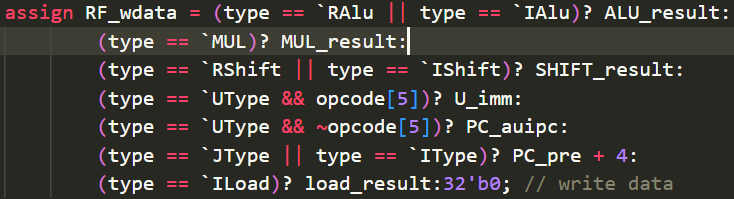 assign RF_wdata = (type == `RAlu || type == `IAlu)? ALU_result:
(type == `MUL)? MUL_result:
(type == `RShift || type == `IShift)? SHIFT_result:
(type == `UType && opcode[5])? U_imm:
(type == `UType && ~opcode[5])? PC_auipc:
(type == `JType || type == `IType)? PC_pre + 4:
(type == `ILoad)? load_result:32'b0; // write data